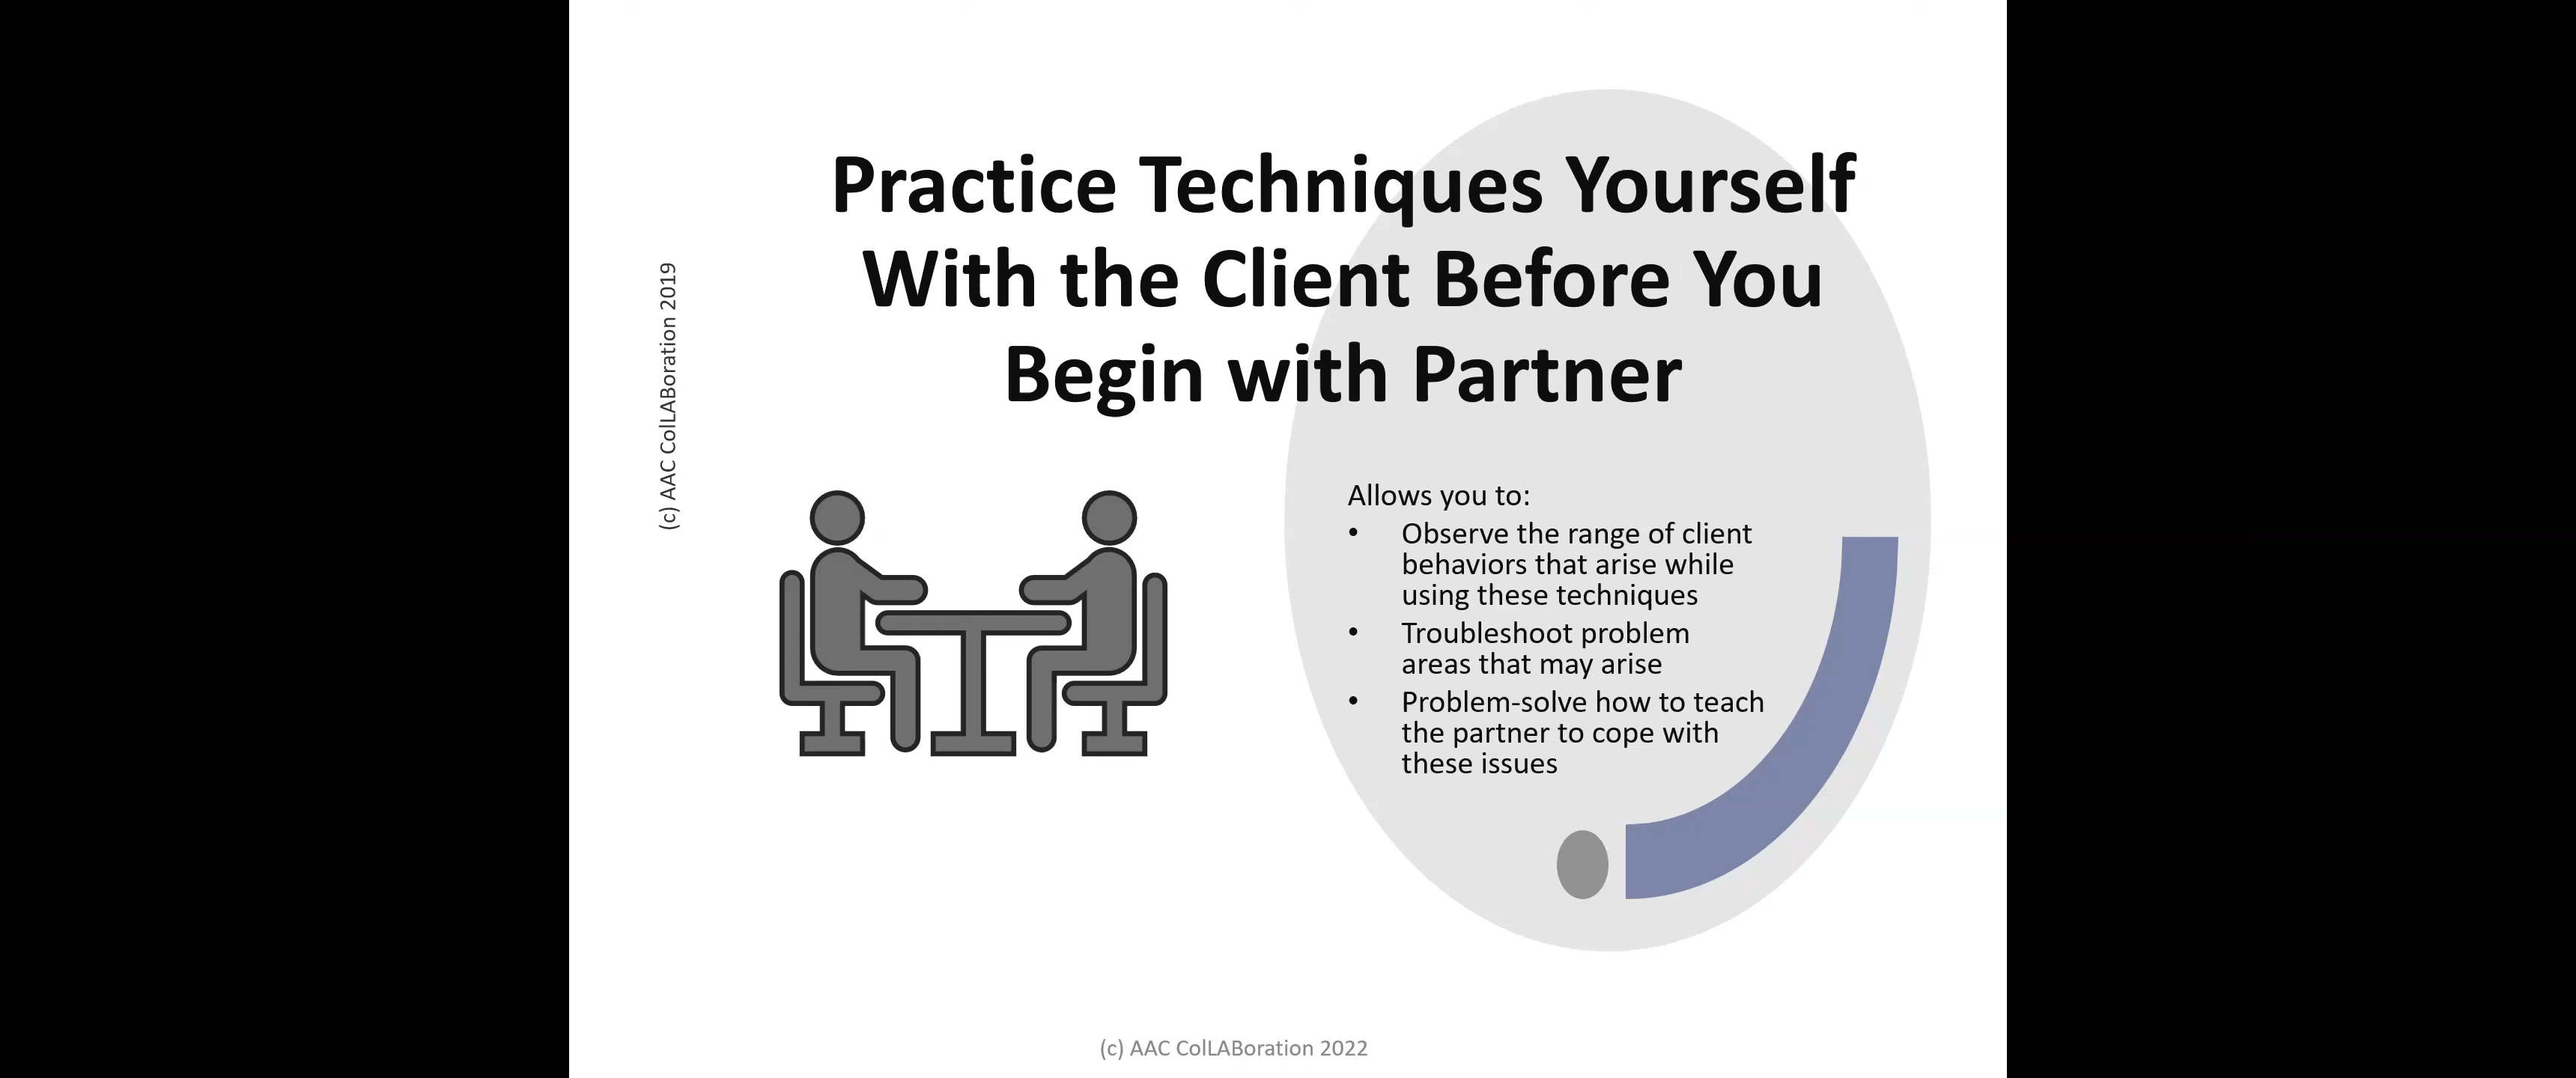 Practice Techniques Yourself
With the Client Before You
Begin with Partner
(c) AAC ColLABoration 2019
Allows you to:
• Observe the range of client
behaviors that arise while
using these techniques
• Troubleshoot problem
areas that may arise
• Problem-solve how to teach
the partner to cope with
these issues
(c) AAC ColLABoration 2022